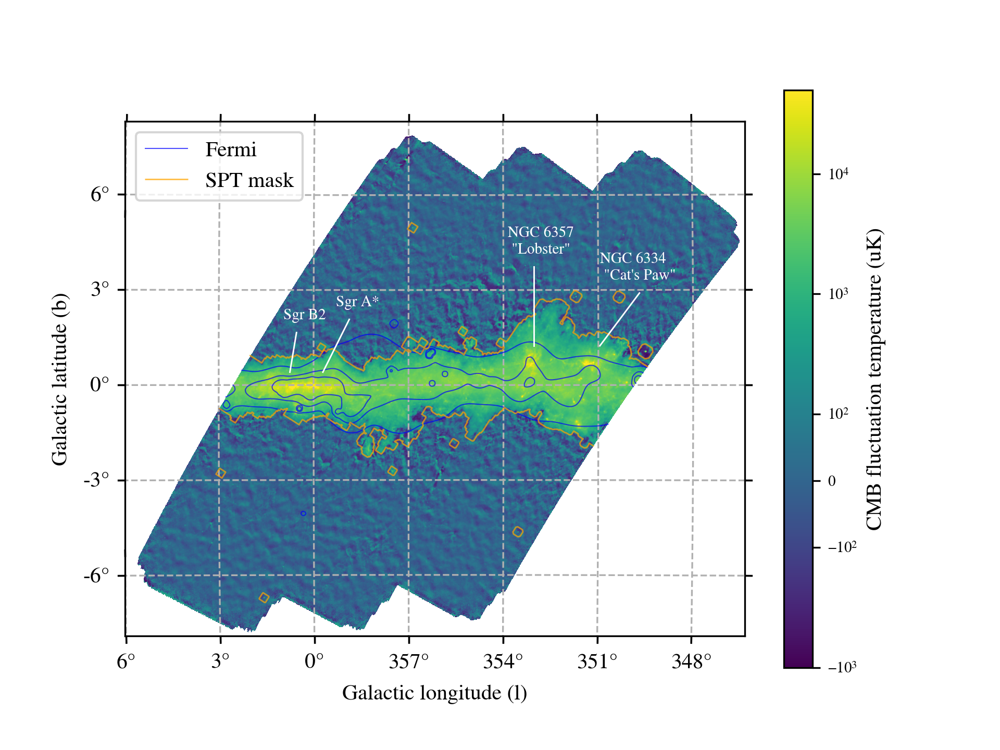 Fermi
SPT mask
NGC 6357
"Lobster"
NGC 6334
"Cat's Paw"
Sgr A*
Sgr B2
6°
3°
0°
-3°
-6°
Galactic latitude (b)
6°
3°
0°
357°
354°
351°
348°
Galactic longitude (l)
10⁴
10³
10²
0
−10²
−10³
CMB fluctuation temperature (uK)